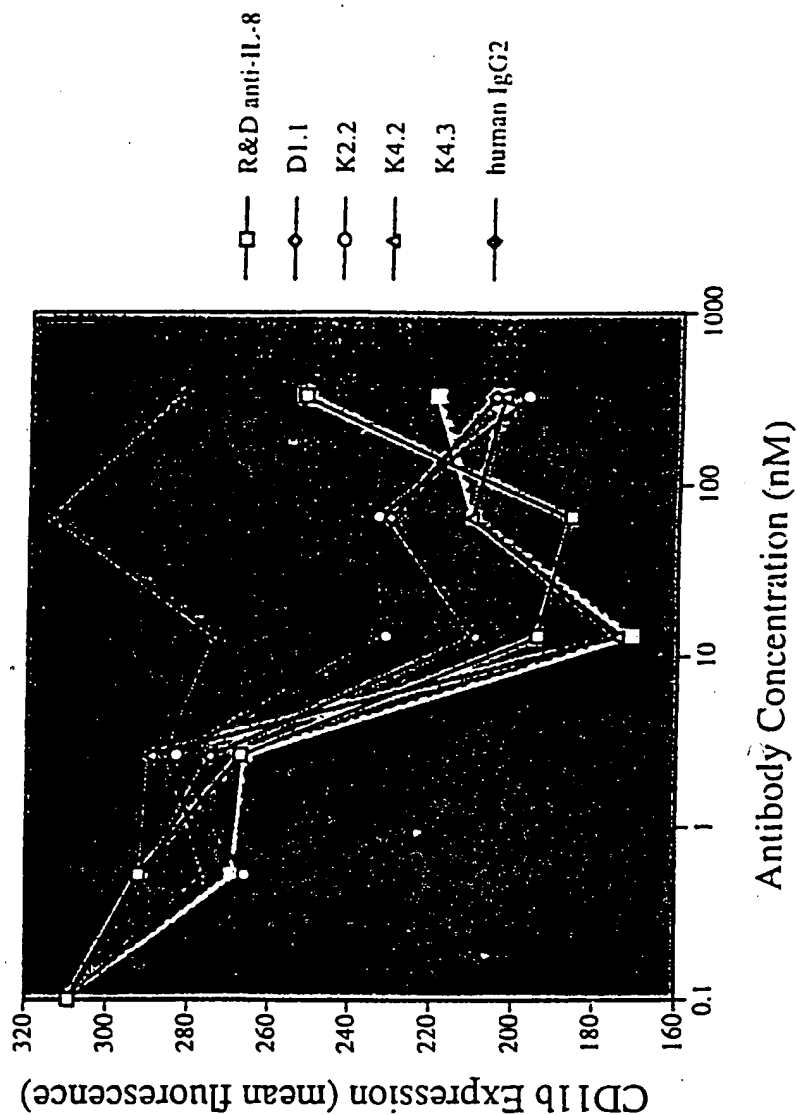 CD11b Expression (mean fluorescence)
320
300
280
260
240
220
200
180
160
0.1
1
10
100
1000
Antibody Concentration (nM)
R&D anti-IL-8
D1.1
K2.2
K4.2
K4.3
human IgG2